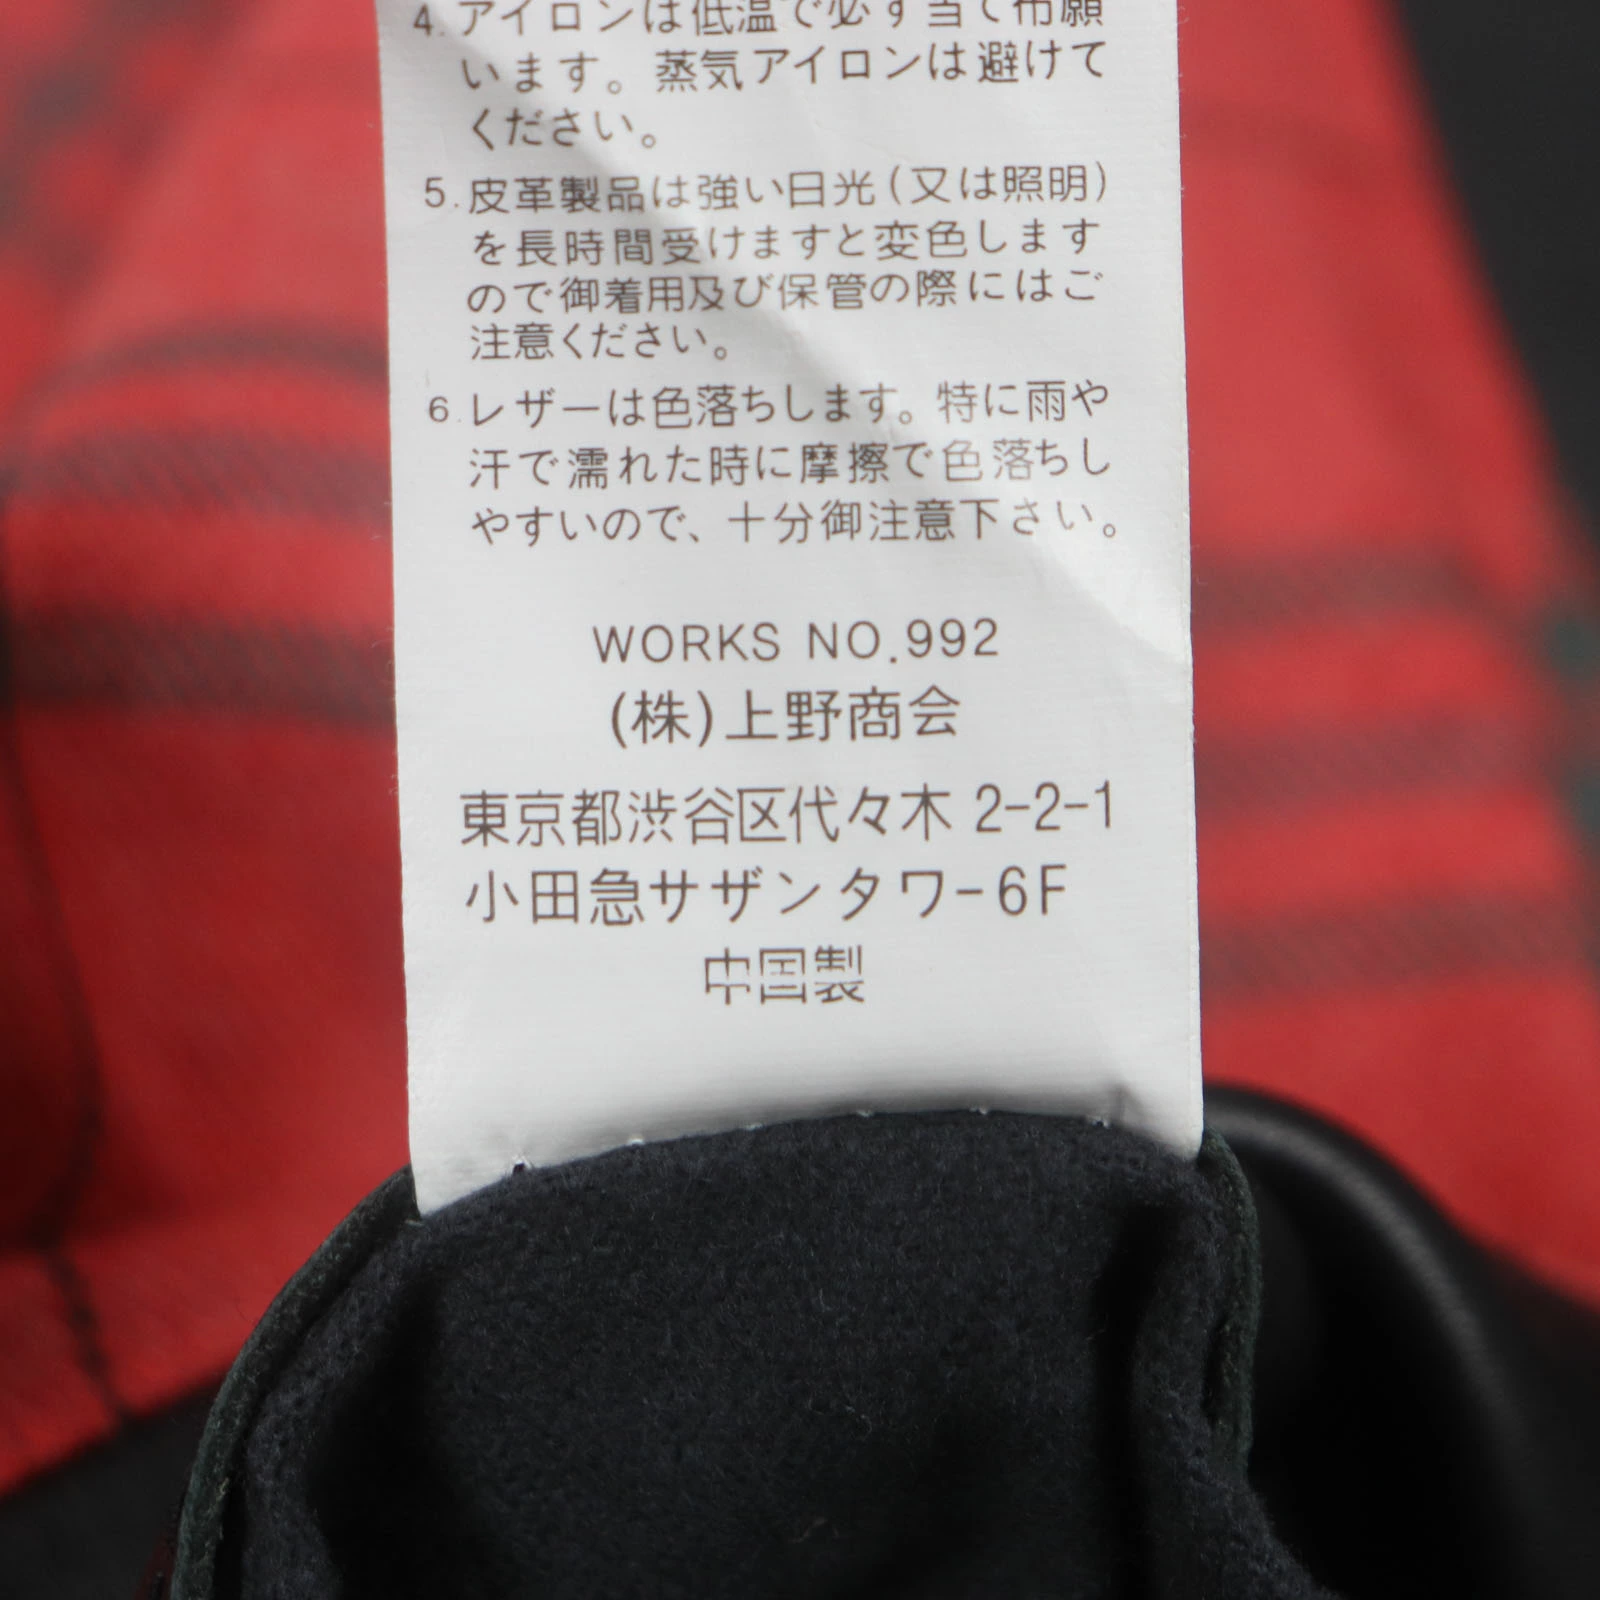 4. アイロンは低温で必ず当て布願
います。蒸気アイロンは避けて
ください。
5. 皮革製品は強い日光(又は照明)
を長時間受けますと変色します
ので御着用及び保管の際にはご
注意ください。
6. レザーは色落ちします。特に雨や
汗で濡れた時に摩擦で色落ちし
やすいので、十分御注意下さい。
WORKS NO.992
(株)上野商会
東京都渋谷区代々木 2-2-1
小田急サザンタワー6F
中国製